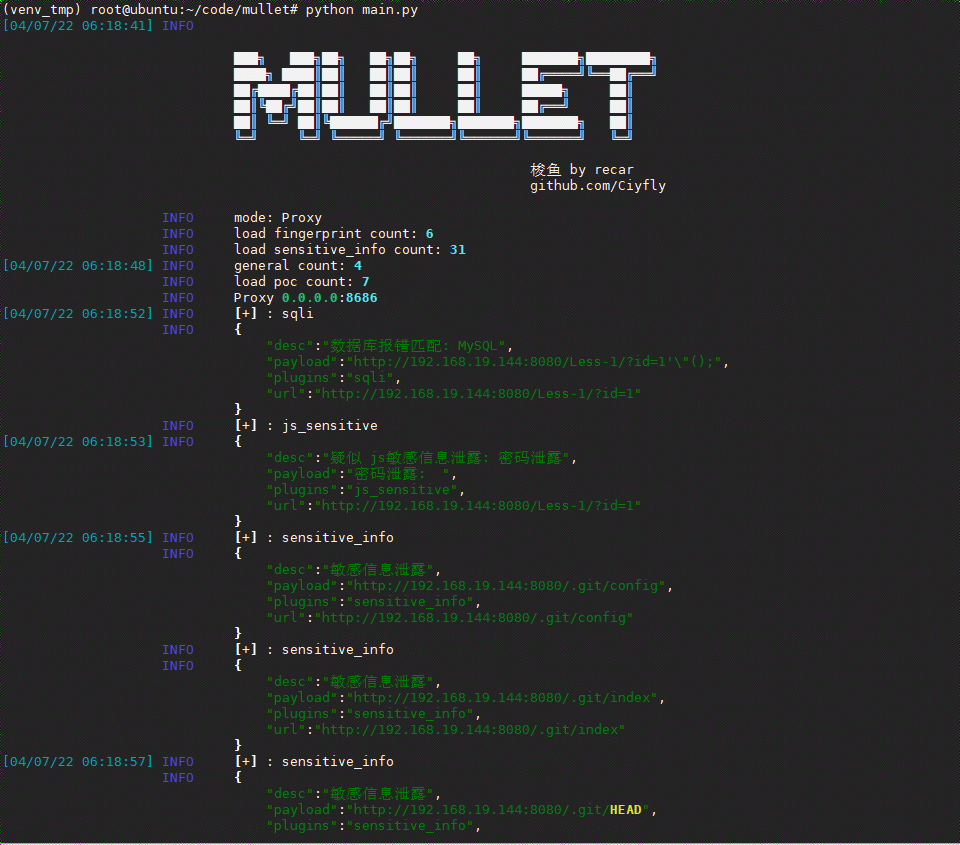 (venv_tmp) root@ubuntu:~/code/mullet# python main.py
[04/07/22 06:18:41] INFO
MULLET
梭鱼 by recar
github.com/Ciyfly
INFO mode: Proxy
INFO load fingerprint count: 6
INFO load sensitive_info count: 31
[04/07/22 06:18:48] INFO general count: 4
INFO load poc count: 7
INFO Proxy 0.0.0.0:8686
[04/07/22 06:18:52] INFO [+] : sqli
INFO {
"desc":"数据库报错匹配: MySQL",
"payload":"http://192.168.19.144:8080/Less-1/?id=1'\"();",
"plugins":"sqli",
"url":"http://192.168.19.144:8080/Less-1/?id=1"
}
INFO [+] : js_sensitive
[04/07/22 06:18:53] INFO {
"desc":"疑似 js敏感信息泄露: 密码泄露",
"payload":"密码泄露:  ",
"plugins":"js_sensitive",
"url":"http://192.168.19.144:8080/Less-1/?id=1"
}
[04/07/22 06:18:55] INFO [+] : sensitive_info
INFO {
"desc":"敏感信息泄露",
"payload":"http://192.168.19.144:8080/.git/config",
"plugins":"sensitive_info",
"url":"http://192.168.19.144:8080/.git/config"
}
INFO [+] : sensitive_info
INFO {
"desc":"敏感信息泄露",
"payload":"http://192.168.19.144:8080/.git/index",
"plugins":"sensitive_info",
"url":"http://192.168.19.144:8080/.git/index"
}
[04/07/22 06:18:57] INFO [+] : sensitive_info
INFO {
"desc":"敏感信息泄露",
"payload":"http://192.168.19.144:8080/.git/HEAD",
"plugins":"sensitive_info",